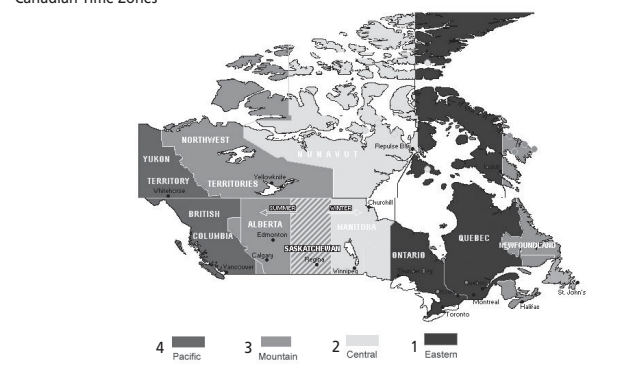 Canadian Time Zones
NORTHWEST
NUNAVUT
Repulse Bay
YUKON
TERRITORY
Whitehorse
Yellowknife
TERRITORIES
Churchill
SUMMER
WINTER
BRITISH
COLUMBIA
ALBERTA
MANITOBA
Edmonton
SASKATCHEWAN
QUEBEC
NEWFOUNDLAND
Calgary
Regina
ONTARIO
Vancouver
Winnipeg
St. John's
Montreal
Halifax
Toronto
4 Pacific
3 Mountain
2 Central
1 Eastern